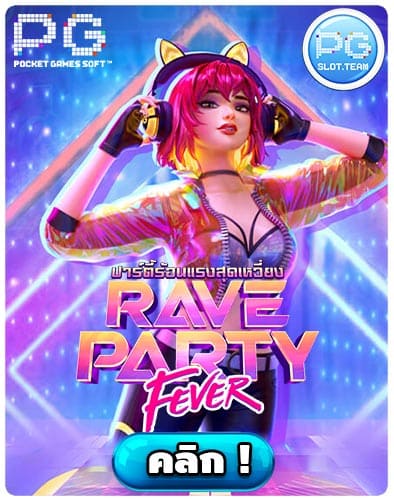 PG
POCKET GAMES SOFT™
PG
SLOT.TEAM
ปาร์ตี้ร้อนแรงสุดเหวี่ยง
RAVE
PARTY
FEVER
คลิก !